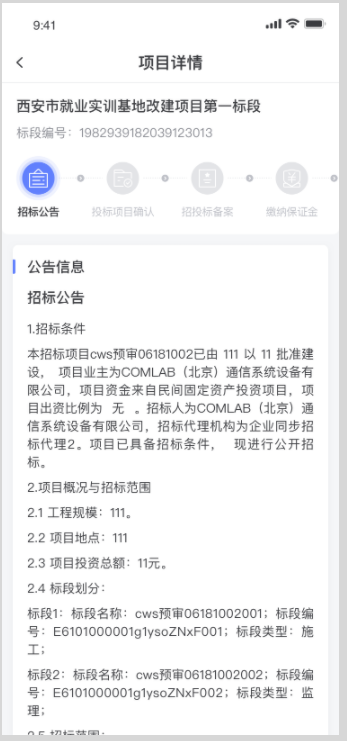 9:41
项目详情
西安市就业实训基地改建项目第一标段
标段编号：1982939182039123013
招标公告 投标项目确认 招投标备案 缴纳保证金
公告信息
招标公告
1.招标条件
本招标项目cws预审06181002已由 111 以 11 批准建
设， 项目业主为COMLAB（北京）通信系统设备有
限公司，项目资金来自民间固定资产投资项目，项
目出资比例为 无 。招标人为COMLAB（北京）通
信系统设备有限公司，招标代理机构为企业同步招
标代理2。项目已具备招标条件， 现进行公开招
标。
2.项目概况与招标范围
2.1 工程规模：111。
2.2 项目地点：111
2.3 项目投资总额：11元。
2.4 标段划分：
标段1：标段名称：cws预审06181002001；标段编
号：E6101000001g1ysoZNxF001；标段类型：施
工；
标段2：标段名称：cws预审06181002002；标段编
号：E6101000001g1ysoZNxF002；标段类型：监
理；
2.5 招标范围：